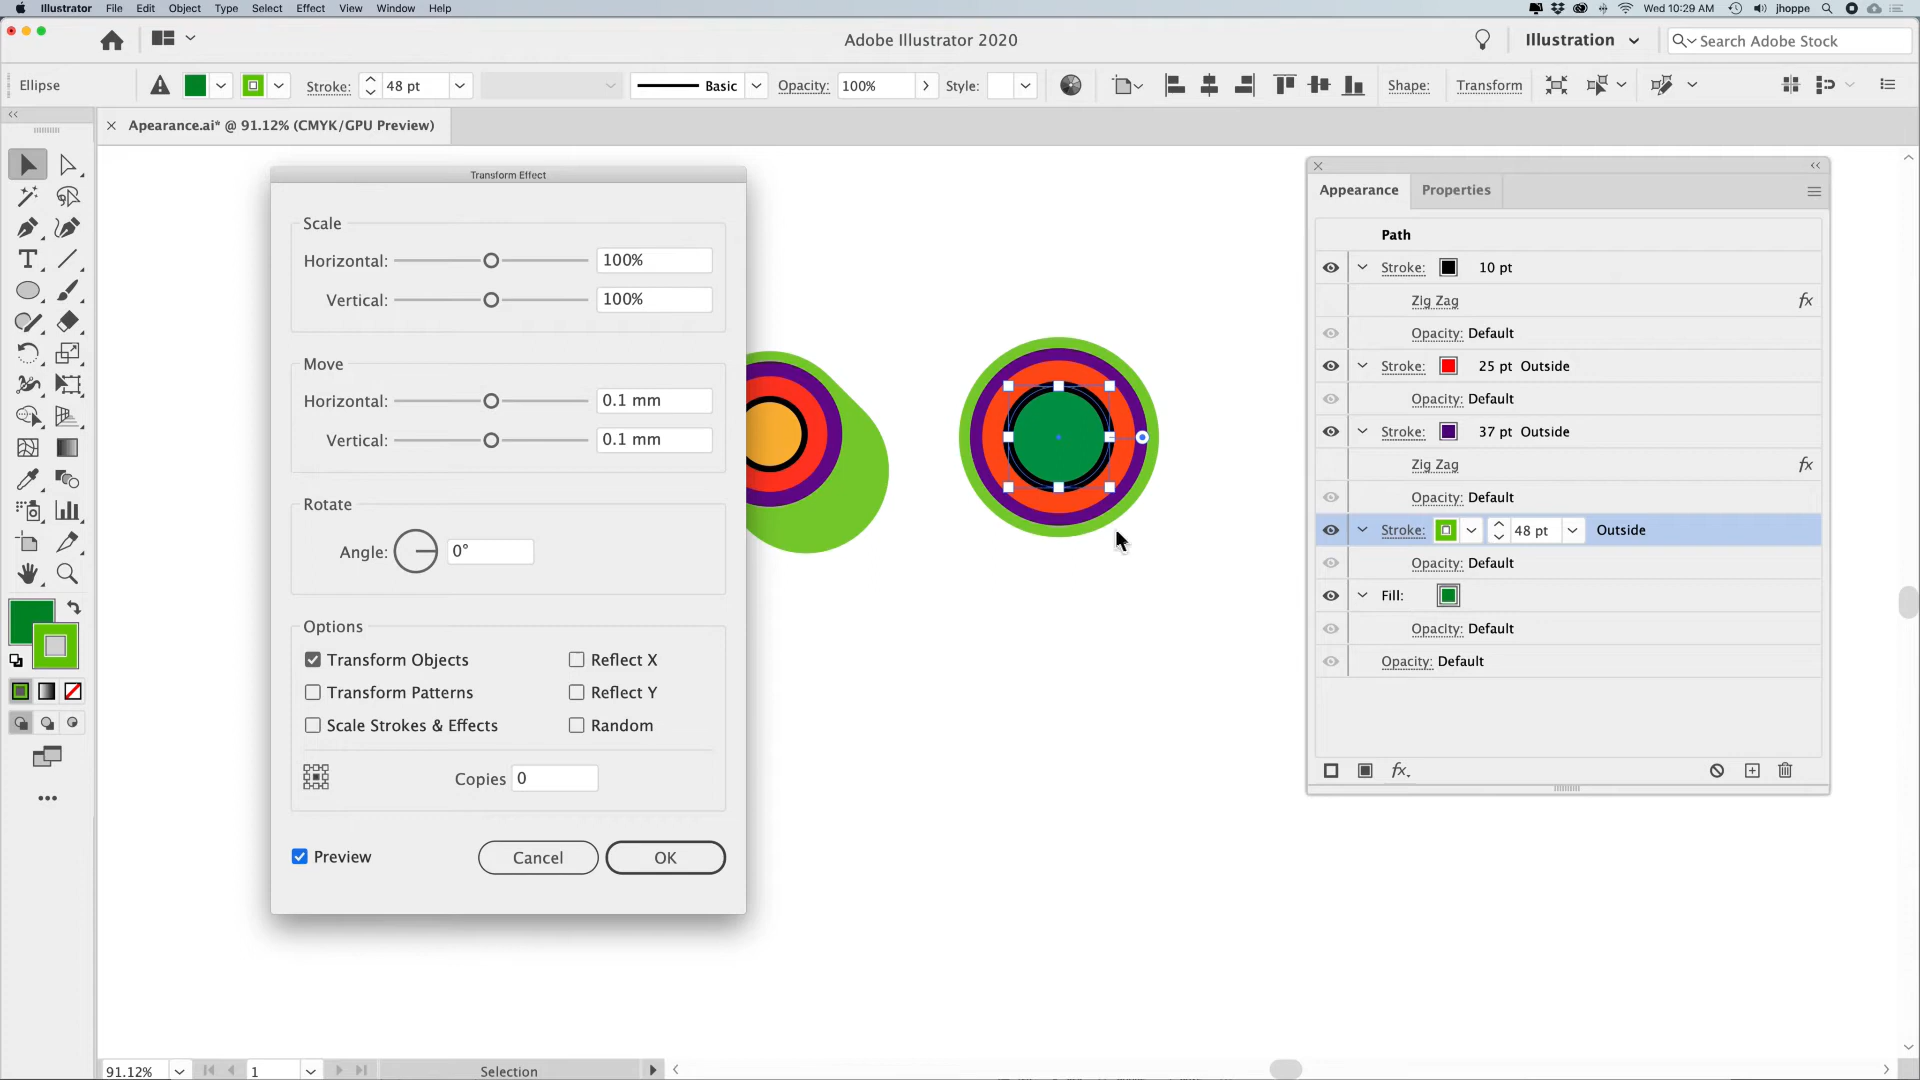 Illustrator File Edit Object Type Select Effect View Window Help
Wed 10:29 AM jhoppe
Adobe Illustrator 2020
Illustration
Search Adobe Stock
Ellipse
Stroke: 48 pt
Basic
Opacity: 100%
Style:
Shape:
Transform
Apearance.ai* @ 91.12% (CMYK/GPU Preview)
Transform Effect
Scale
Horizontal: 100%
Vertical: 100%
Move
Horizontal: 0.1 mm
Vertical: 0.1 mm
Rotate
Angle: 0°
Options
Transform Objects Reflect X
Transform Patterns Reflect Y
Scale Strokes & Effects Random
Copies 0
Preview Cancel OK
Appearance Properties
Path
Stroke: 10 pt
Zig Zag fx
Opacity: Default
Stroke: 25 pt Outside
Opacity: Default
Stroke: 37 pt Outside
Zig Zag fx
Opacity: Default
Stroke: 48 pt Outside
Opacity: Default
Fill:
Opacity: Default
Opacity: Default
fx.
91.12% 1 Selection